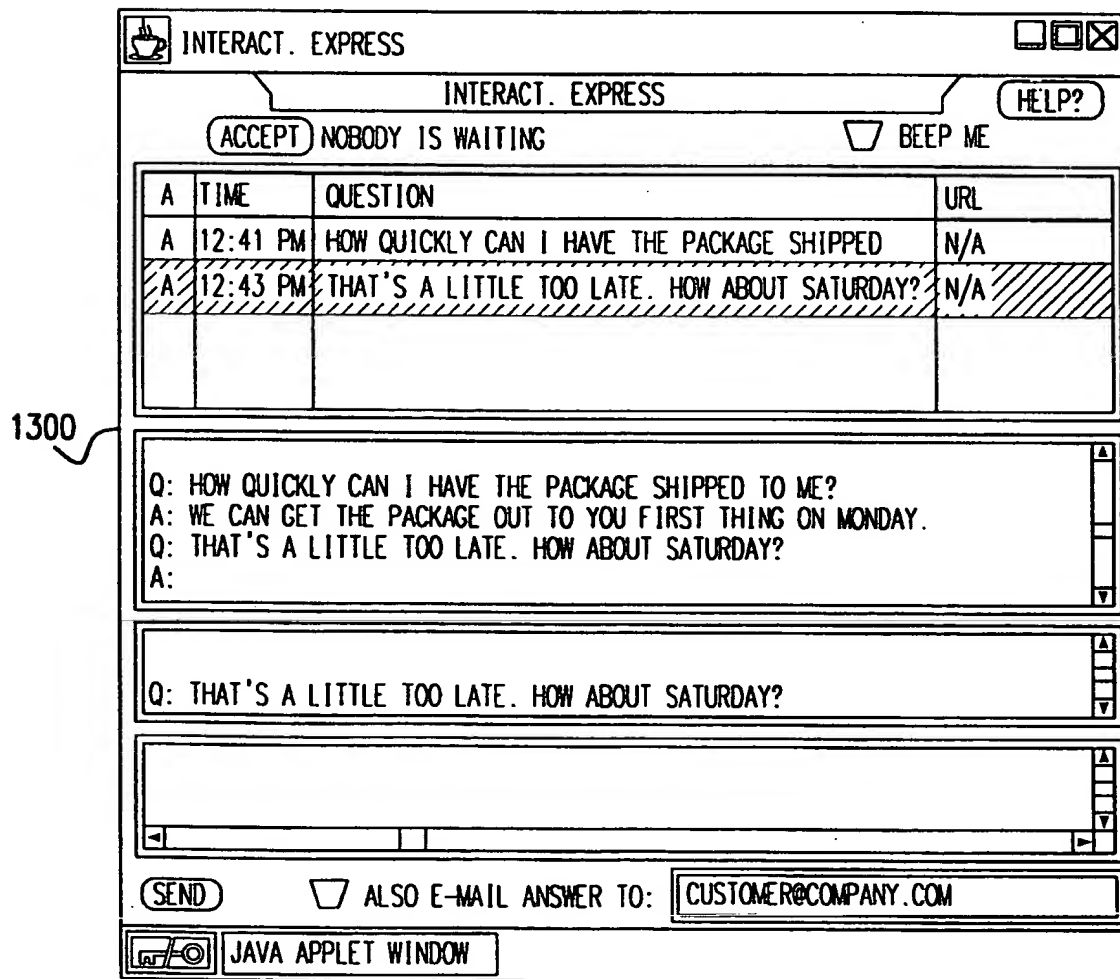 INTERACT. EXPRESS
INTERACT. EXPRESS
HELP?
ACCEPT NOBODY IS WAITING BEEP ME
A TIME QUESTION URL
A 12:41 PM HOW QUICKLY CAN I HAVE THE PACKAGE SHIPPED N/A
A 12:43 PM THAT'S A LITTLE TOO LATE. HOW ABOUT SATURDAY? N/A
1300
Q: HOW QUICKLY CAN I HAVE THE PACKAGE SHIPPED TO ME?
A: WE CAN GET THE PACKAGE OUT TO YOU FIRST THING ON MONDAY.
Q: THAT'S A LITTLE TOO LATE. HOW ABOUT SATURDAY?
A:
Q: THAT'S A LITTLE TOO LATE. HOW ABOUT SATURDAY?
SEND ALSO E-MAIL ANSWER TO: CUSTOMER@COMPANY.COM
JAVA APPLET WINDOW